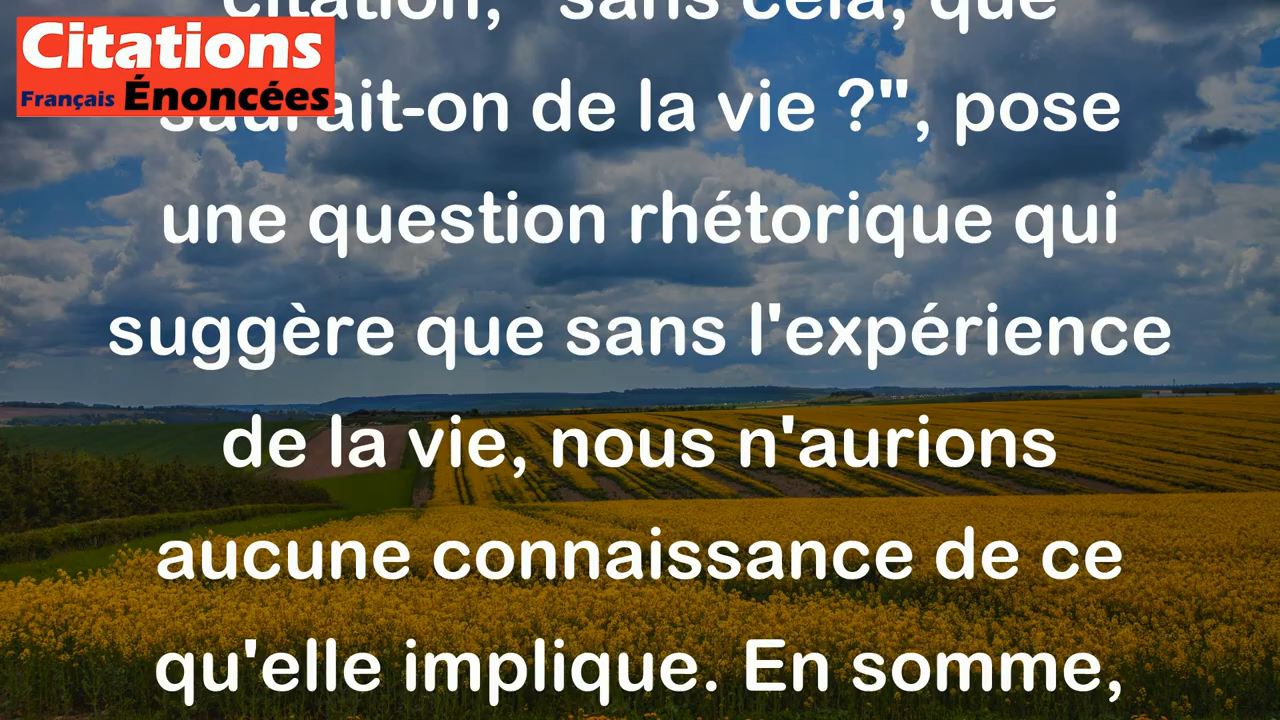 Citations
Français Énoncées
citation, "sans cela, que
saurait-on de la vie ?", pose
une question rhétorique qui
suggère que sans l'expérience
de la vie, nous n'aurions
aucune connaissance de ce
qu'elle implique. En somme,